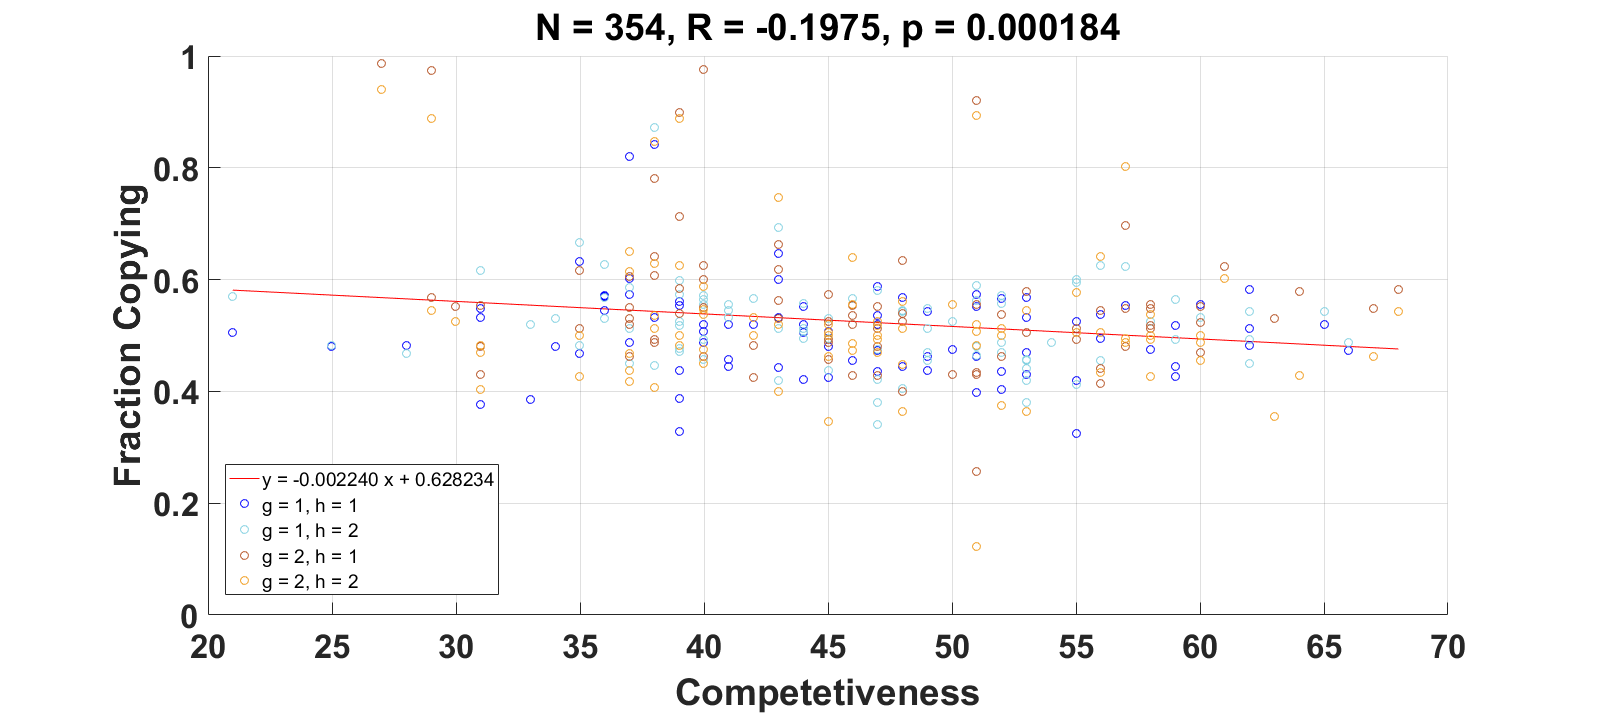 N = 354, R = -0.1975, p = 0.000184
Fraction Copying
1
0.8
0.6
0.4
0.2
0
y = -0.002240 x + 0.628234
g = 1, h = 1
g = 1, h = 2
g = 2, h = 1
g = 2, h = 2
20 25 30 35 40 45 50 55 60 65 70
Competetiveness